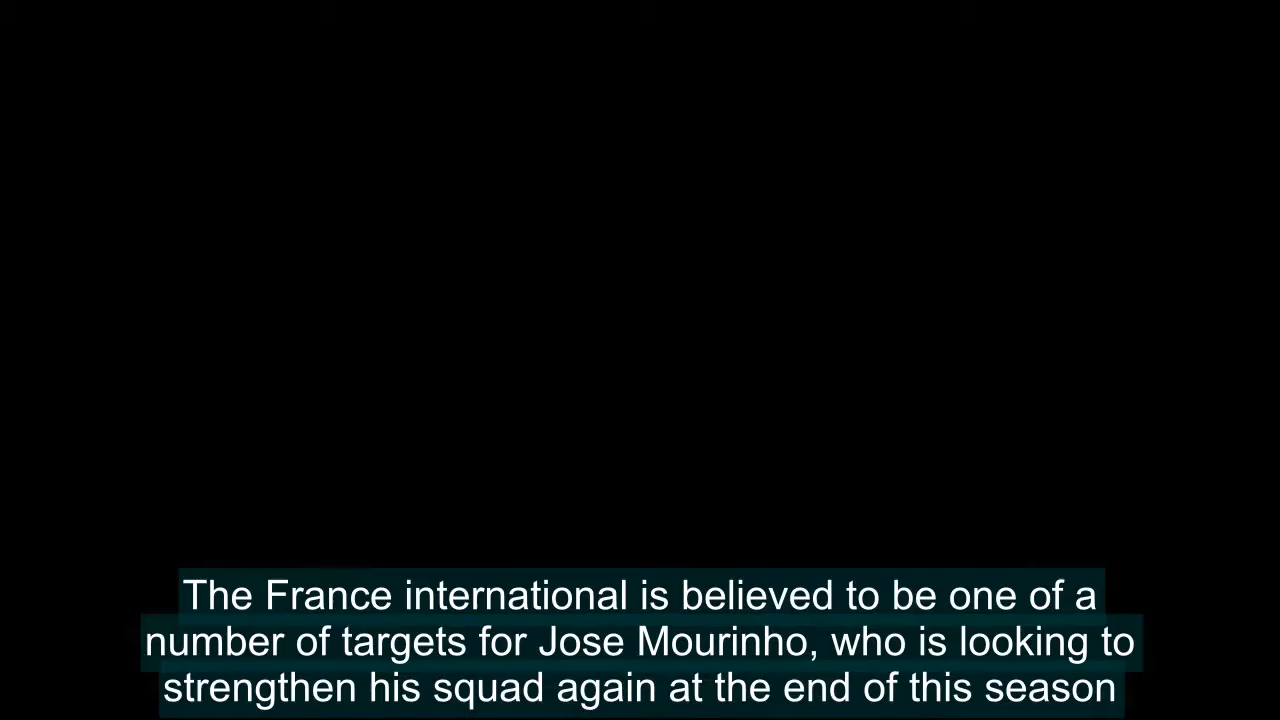 The France international is believed to be one of a
number of targets for Jose Mourinho, who is looking to
strengthen his squad again at the end of this season